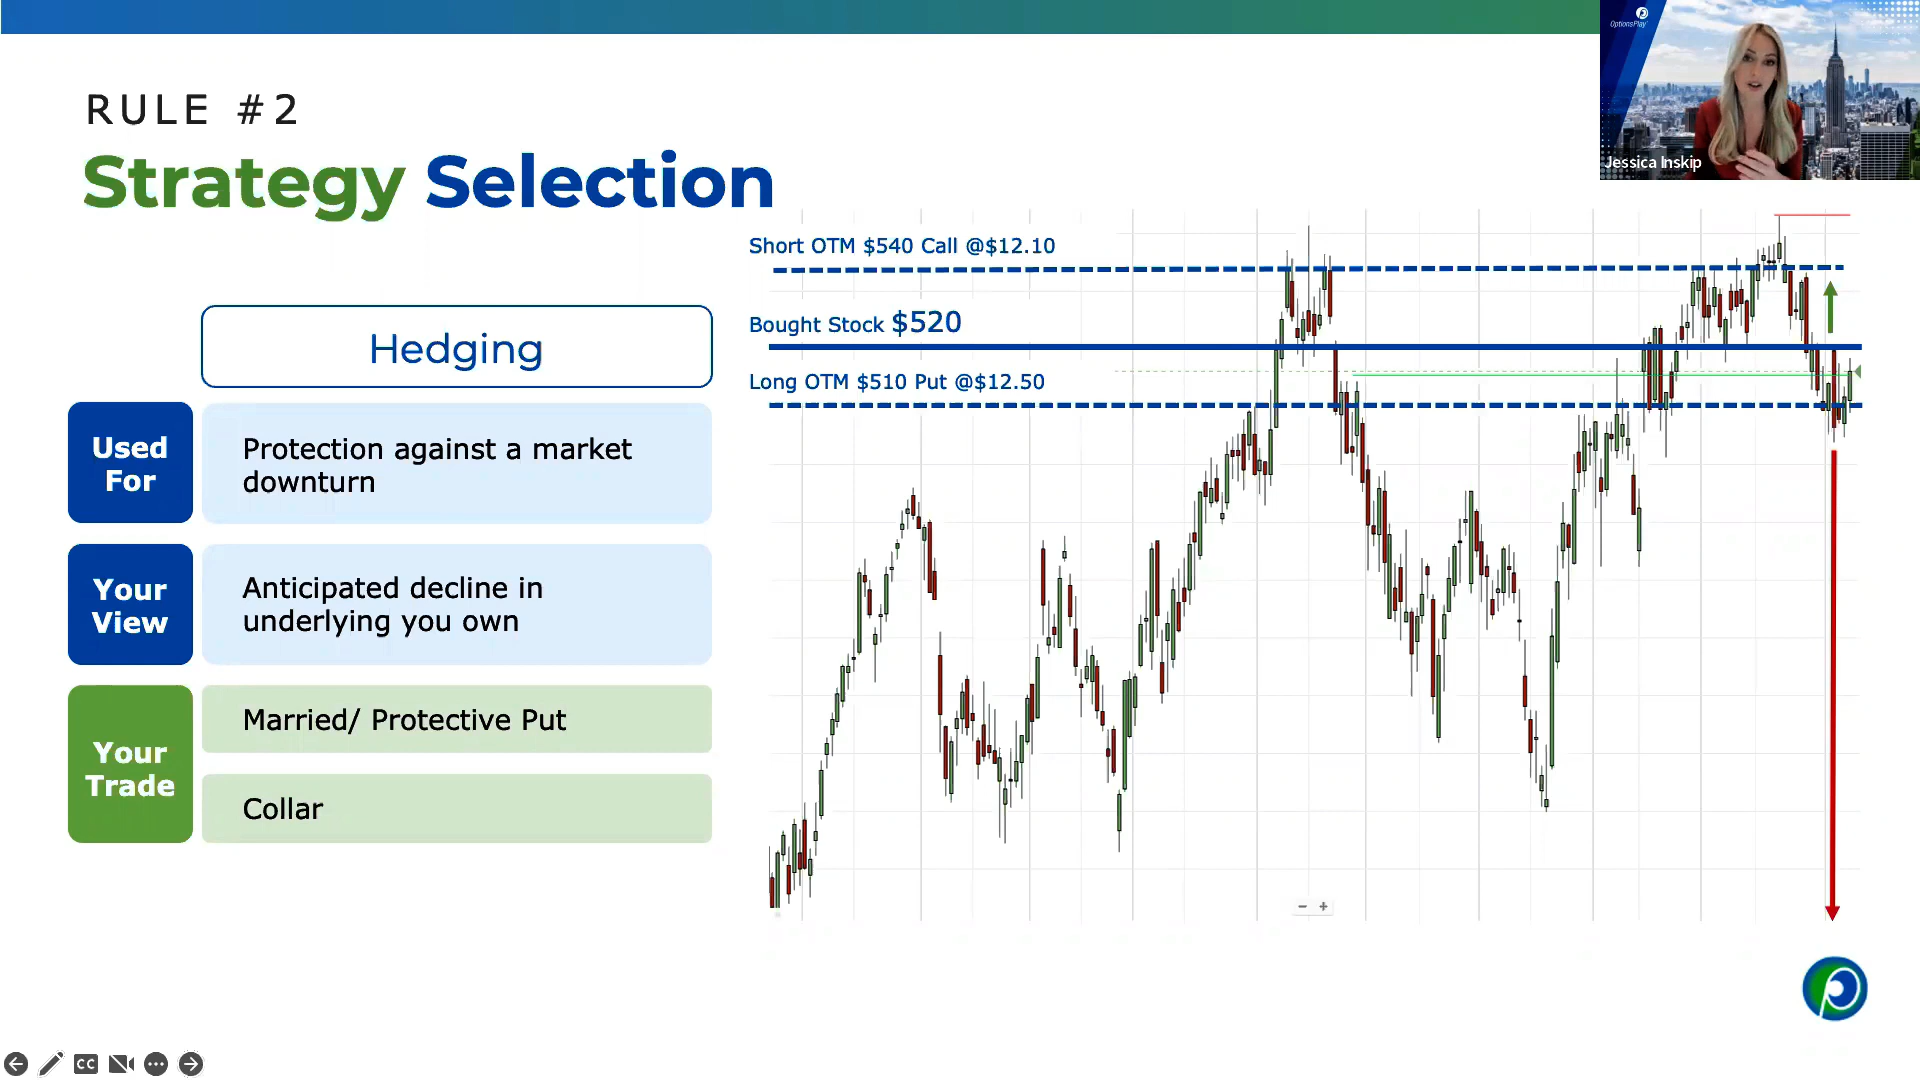 RULE #2
Strategy Selection
OptionsPlay
Jessica Inskip
Hedging
Used
For
Protection against a market
downturn
Your
View
Anticipated decline in
underlying you own
Your
Trade
Married/ Protective Put
Collar
Short OTM $540 Call @$12.10
Bought Stock $520
Long OTM $510 Put @$12.50
CC